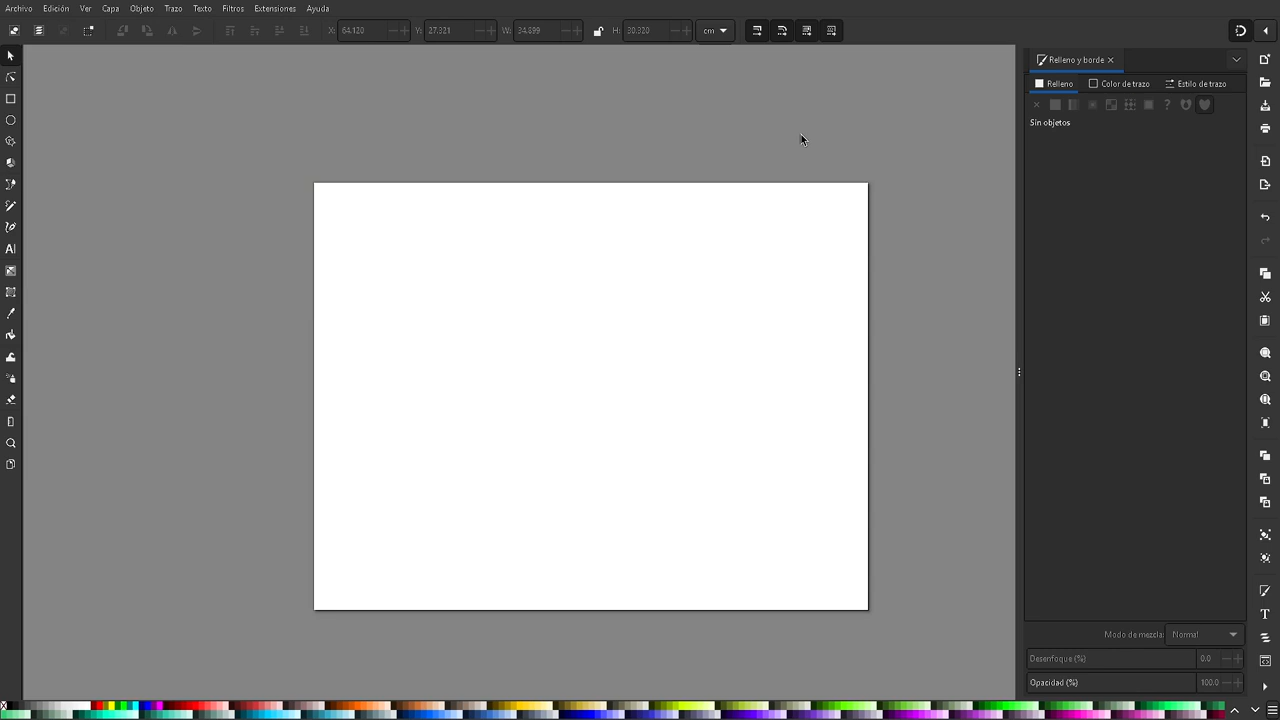 Archivo Edición Ver Capa Objeto Trazo Texto Filtros Extensiones Ayuda
X: 64.120 Y: 27.321 W: 34.899 H: 30.320 cm
Relleno y borde
Relleno Color de trazo Estilo de trazo
Sin objetos
Modo de mezcla: Normal
Desenfoque (%) 0.0
Opacidad (%) 100.0